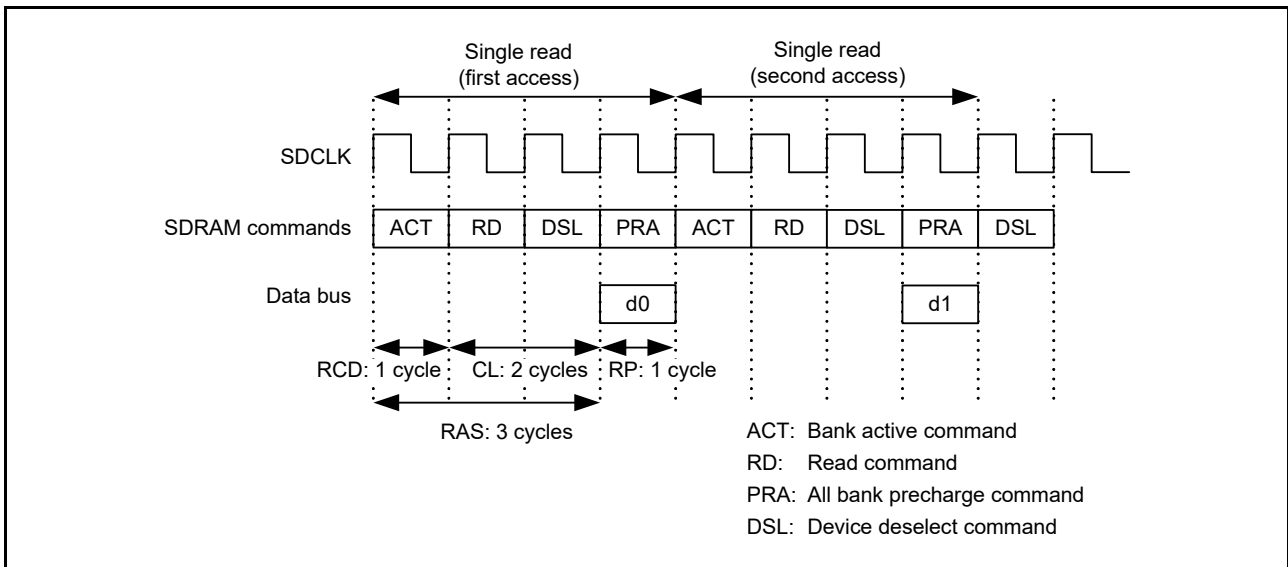 Single read
(first access)
Single read
(second access)
SDCLK
SDRAM commands ACT RD DSL PRA ACT RD DSL PRA DSL
Data bus d0 d1
RCD: 1 cycle CL: 2 cycles RP: 1 cycle
RAS: 3 cycles
ACT: Bank active command
RD: Read command
PRA: All bank precharge command
DSL: Device deselect command